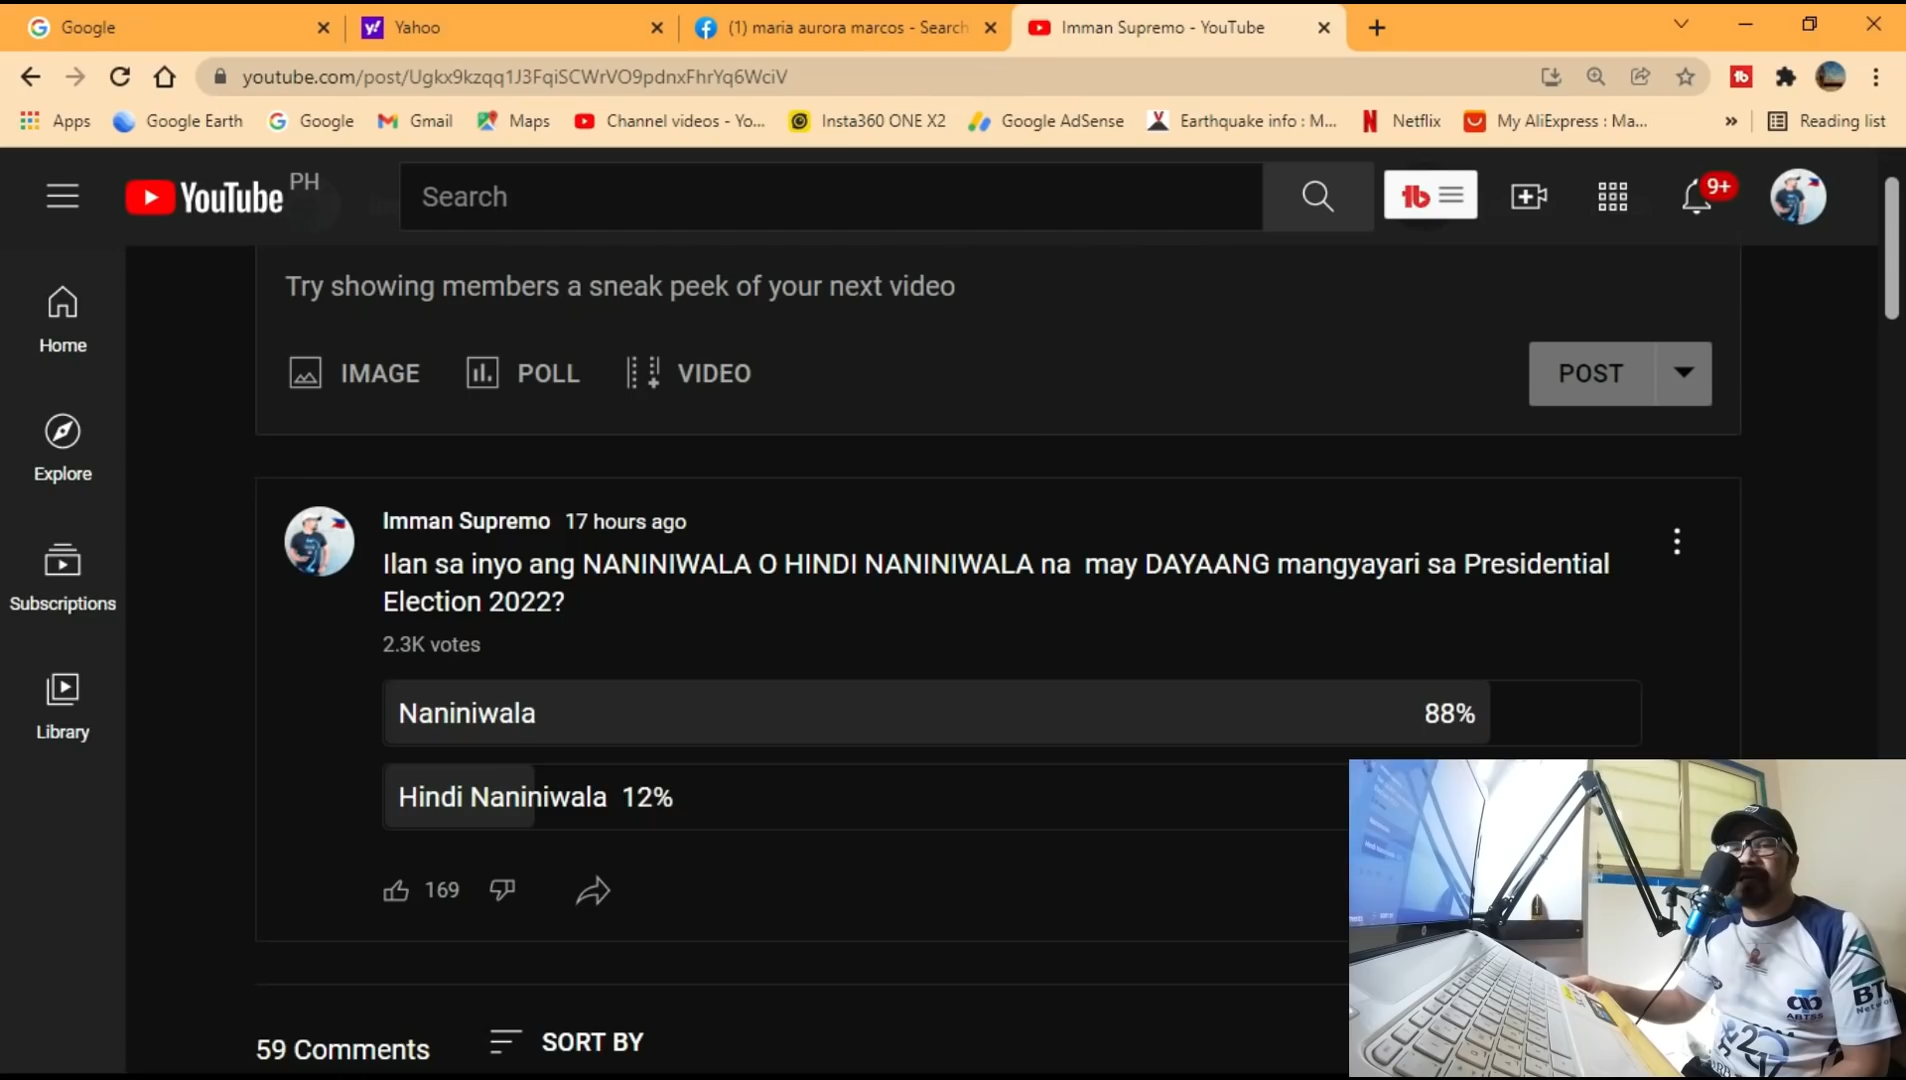 Google
Yahoo
(1) maria aurora marcos - Search
Imman Supremo - YouTube
youtube.com/post/Ugkx9kzqq1J3FqiSCWrVO9pdnxFhrYq6WciV
Apps
Google Earth
Google
Gmail
Maps
Channel videos - Yo...
Insta360 ONE X2
Google AdSense
Earthquake info : M...
Netflix
My AliExpress : Ma...
Reading list
YouTube PH
Search
9+
Home
Explore
Subscriptions
Library
Try showing members a sneak peek of your next video
IMAGE
POLL
VIDEO
POST
Imman Supremo 17 hours ago
Ilan sa inyo ang NANINIWALA O HINDI NANINIWALA na may DAYAANG mangyayari sa Presidential
Election 2022?
2.3K votes
Naniniwala 88%
Hindi Naniniwala 12%
169
59 Comments
SORT BY
ABTSS